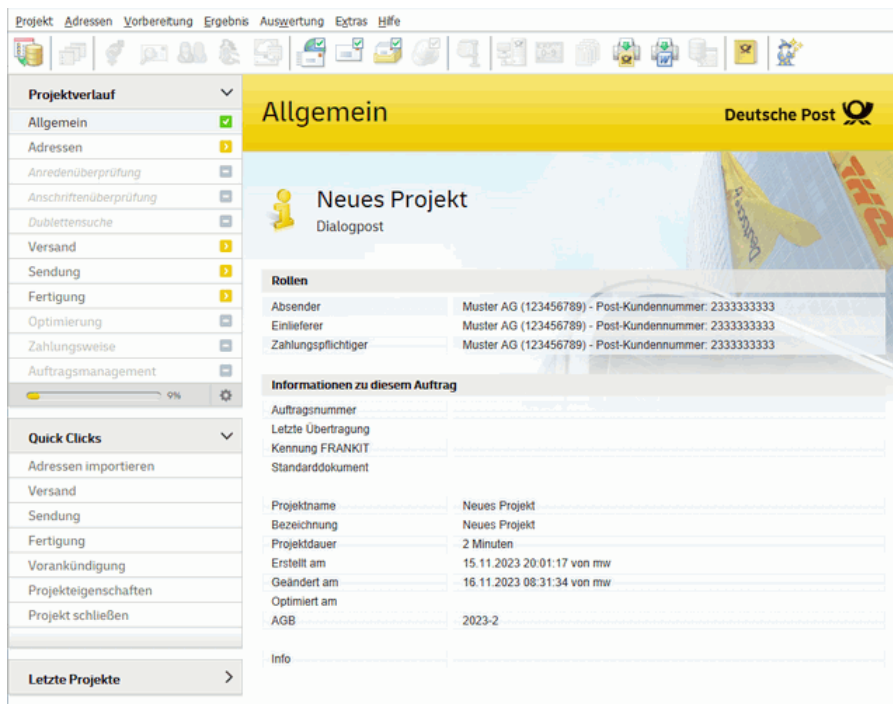 Projekt Adressen Vorbereitung Ergebnis Auswertung Extras Hilfe
Projektverlauf
Allgemein
Adressen
Anredenüberprüfung
Anschriftenüberprüfung
Dublettensuche
Versand
Sendung
Fertigung
Optimierung
Zahlungsweise
Auftragsmanagement
9%
Quick Clicks
Adressen importieren
Versand
Sendung
Fertigung
Vorankündigung
Projekteigenschaften
Projekt schließen
Letzte Projekte
Allgemein
Deutsche Post
Neues Projekt
Dialogpost
Deutsche
DHL
Rollen
Absender Muster AG (123456789) - Post-Kundennummer: 2333333333
Einlieferer Muster AG (123456789) - Post-Kundennummer: 2333333333
Zahlungspflichtiger Muster AG (123456789) - Post-Kundennummer: 2333333333
Informationen zu diesem Auftrag
Auftragsnummer
Letzte Übertragung
Kennung FRANKIT
Standarddokument
Projektname Neues Projekt
Bezeichnung Neues Projekt
Projektdauer 2 Minuten
Erstellt am 15.11.2023 20:01:17 von mw
Geändert am 16.11.2023 08:31:34 von mw
Optimiert am
AGB 2023-2
Info